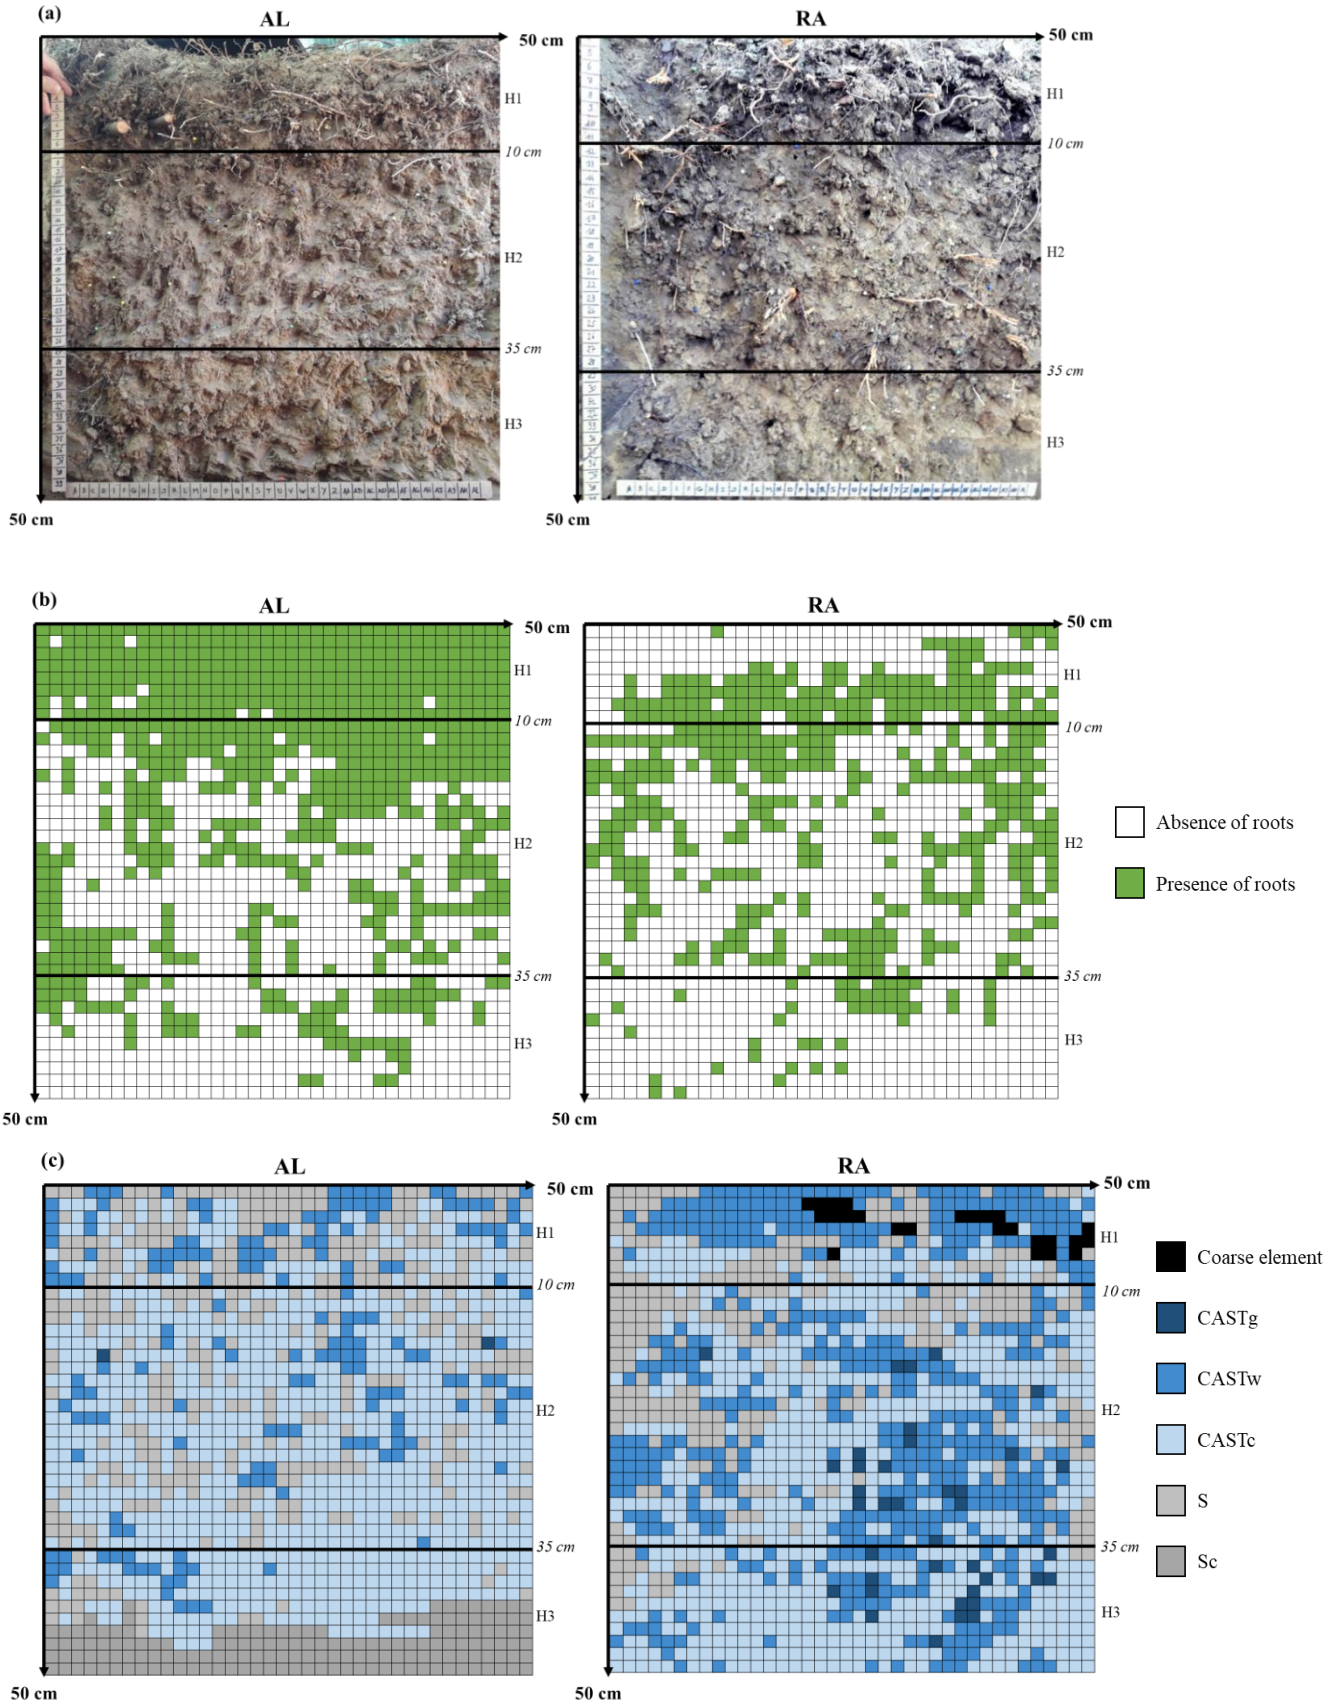 (a)
AL
RA
50 cm
50 cm
H1
H1
10 cm
10 cm
H2
H2
35 cm
35 cm
H3
H3
50 cm
50 cm
(b)
AL
RA
50 cm
50 cm
H1
H1
10 cm
10 cm
Absence of roots
H2
H2
Presence of roots
35 cm
35 cm
H3
H3
50 cm
50 cm
(c)
AL
RA
50 cm
50 cm
H1
H1
Coarse element
10 cm
10 cm
CASTg
CASTw
H2
H2
CASTc
S
35 cm
35 cm
Sc
H3
H3
50 cm
50 cm